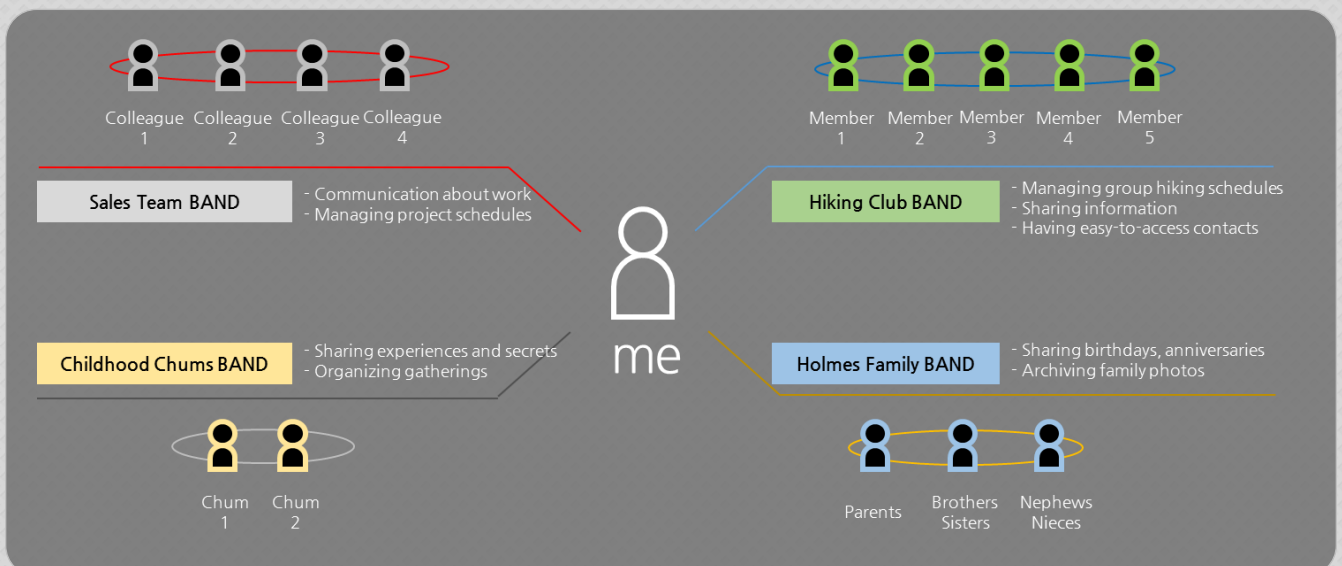 Colleague 1
Colleague 2
Colleague 3
Colleague 4
Member 1
Member 2
Member 3
Member 4
Member 5
Sales Team BAND
- Communication about work
- Managing project schedules
Hiking Club BAND
- Managing group hiking schedules
- Sharing information
- Having easy-to-access contacts
me
Childhood Chums BAND
- Sharing experiences and secrets
- Organizing gatherings
Holmes Family BAND
- Sharing birthdays, anniversaries
- Archiving family photos
Chum 1
Chum 2
Parents
Brothers
Sisters
Nephews
Nieces